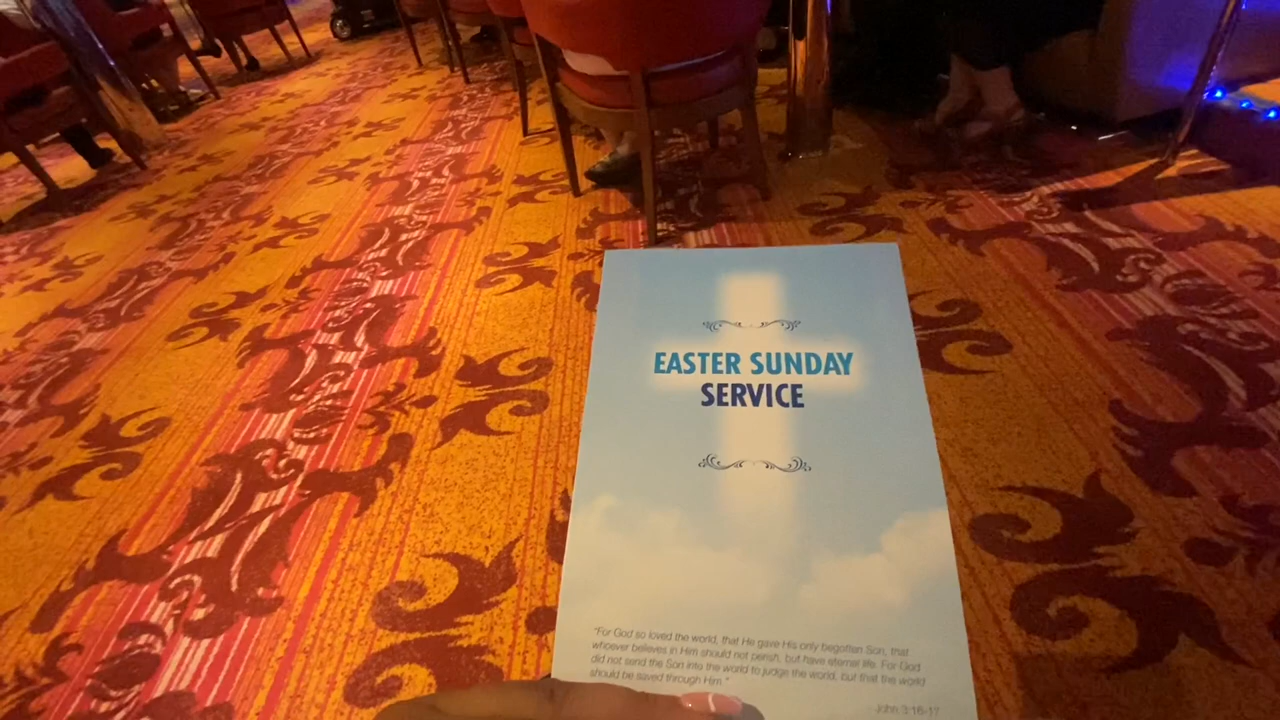 EASTER SUNDAY
SERVICE
"For God so loved the world, that He gave His only begotten Son, that
whoever believes in Him should not perish, but have eternal life. For God
did not send the Son into the world to judge the world, but that the world
should be saved through Him."
John 3:16-17